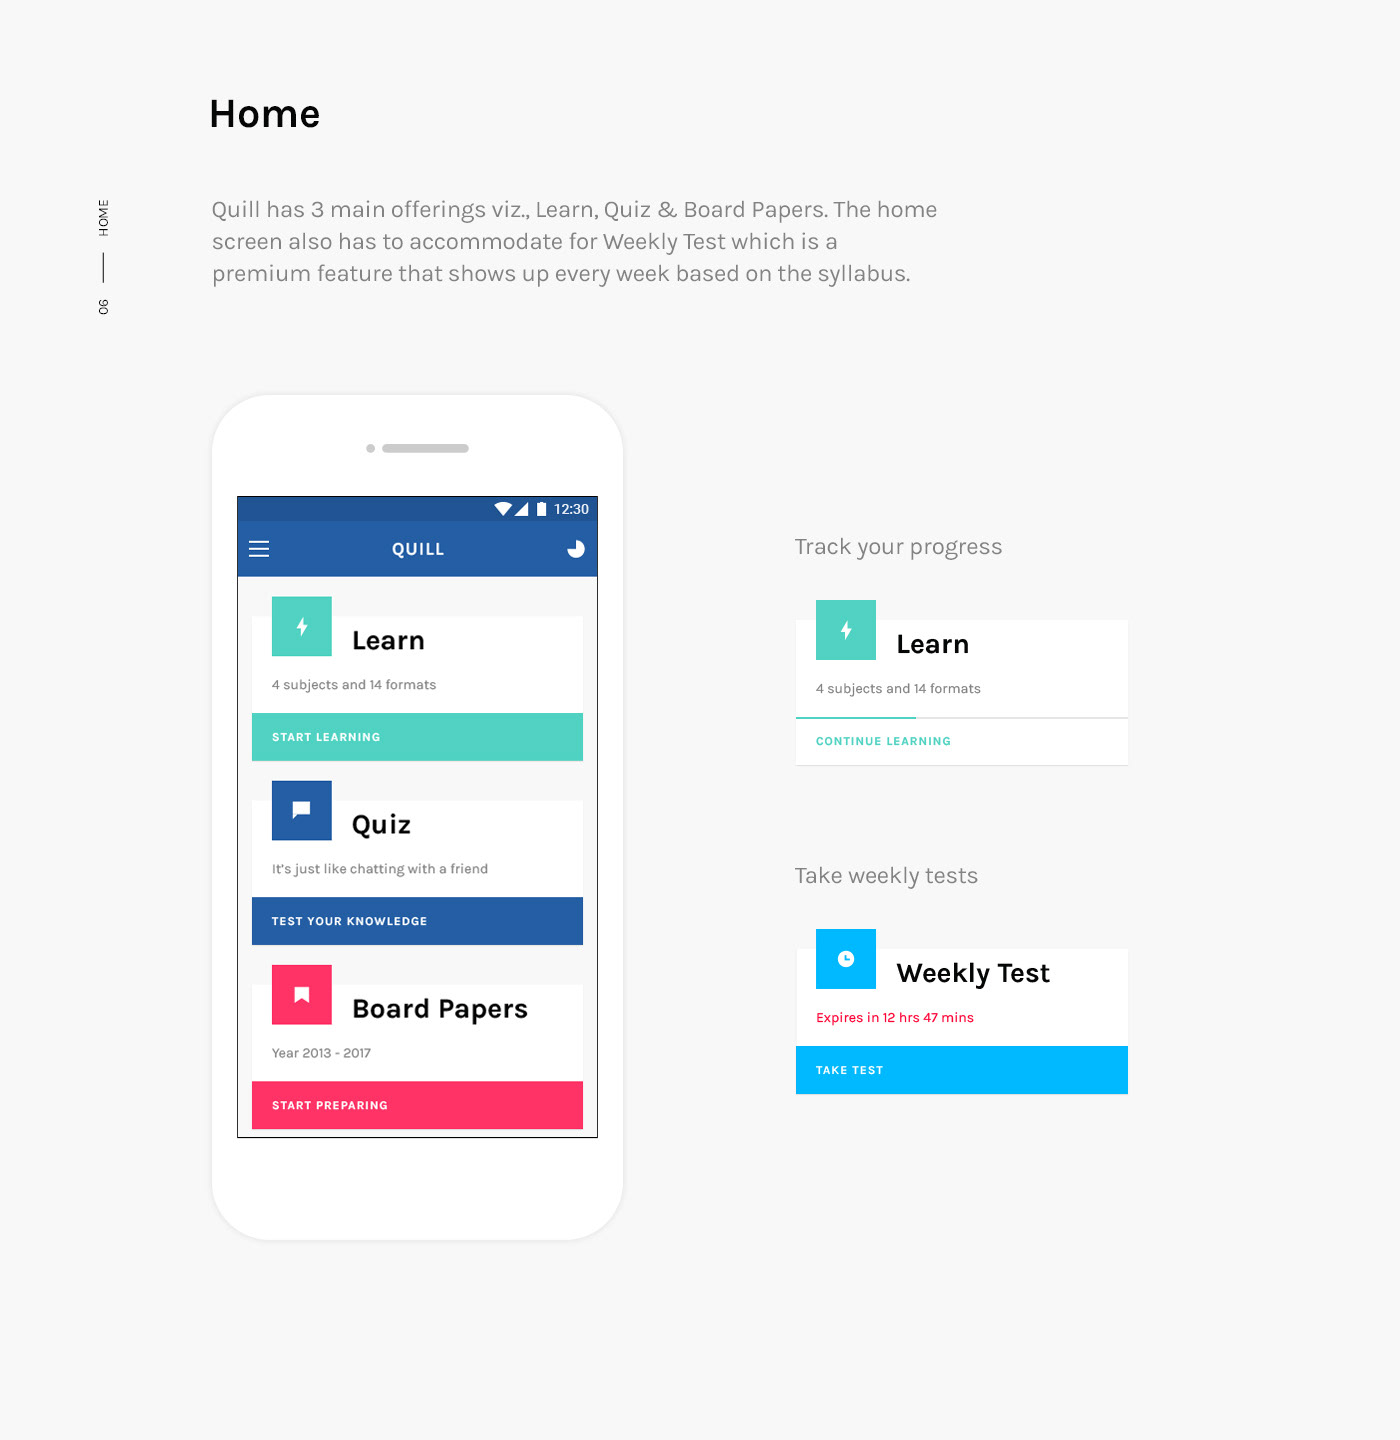 Home
HOME
06
Quill has 3 main offerings viz., Learn, Quiz & Board Papers. The home
screen also has to accommodate for Weekly Test which is a
premium feature that shows up every week based on the syllabus.
12:30
QUILL
Learn
4 subjects and 14 formats
START LEARNING
Quiz
It's just like chatting with a friend
TEST YOUR KNOWLEDGE
Board Papers
Year 2013 - 2017
START PREPARING
Track your progress
Learn
4 subjects and 14 formats
CONTINUE LEARNING
Take weekly tests
Weekly Test
Expires in 12 hrs 47 mins
TAKE TEST